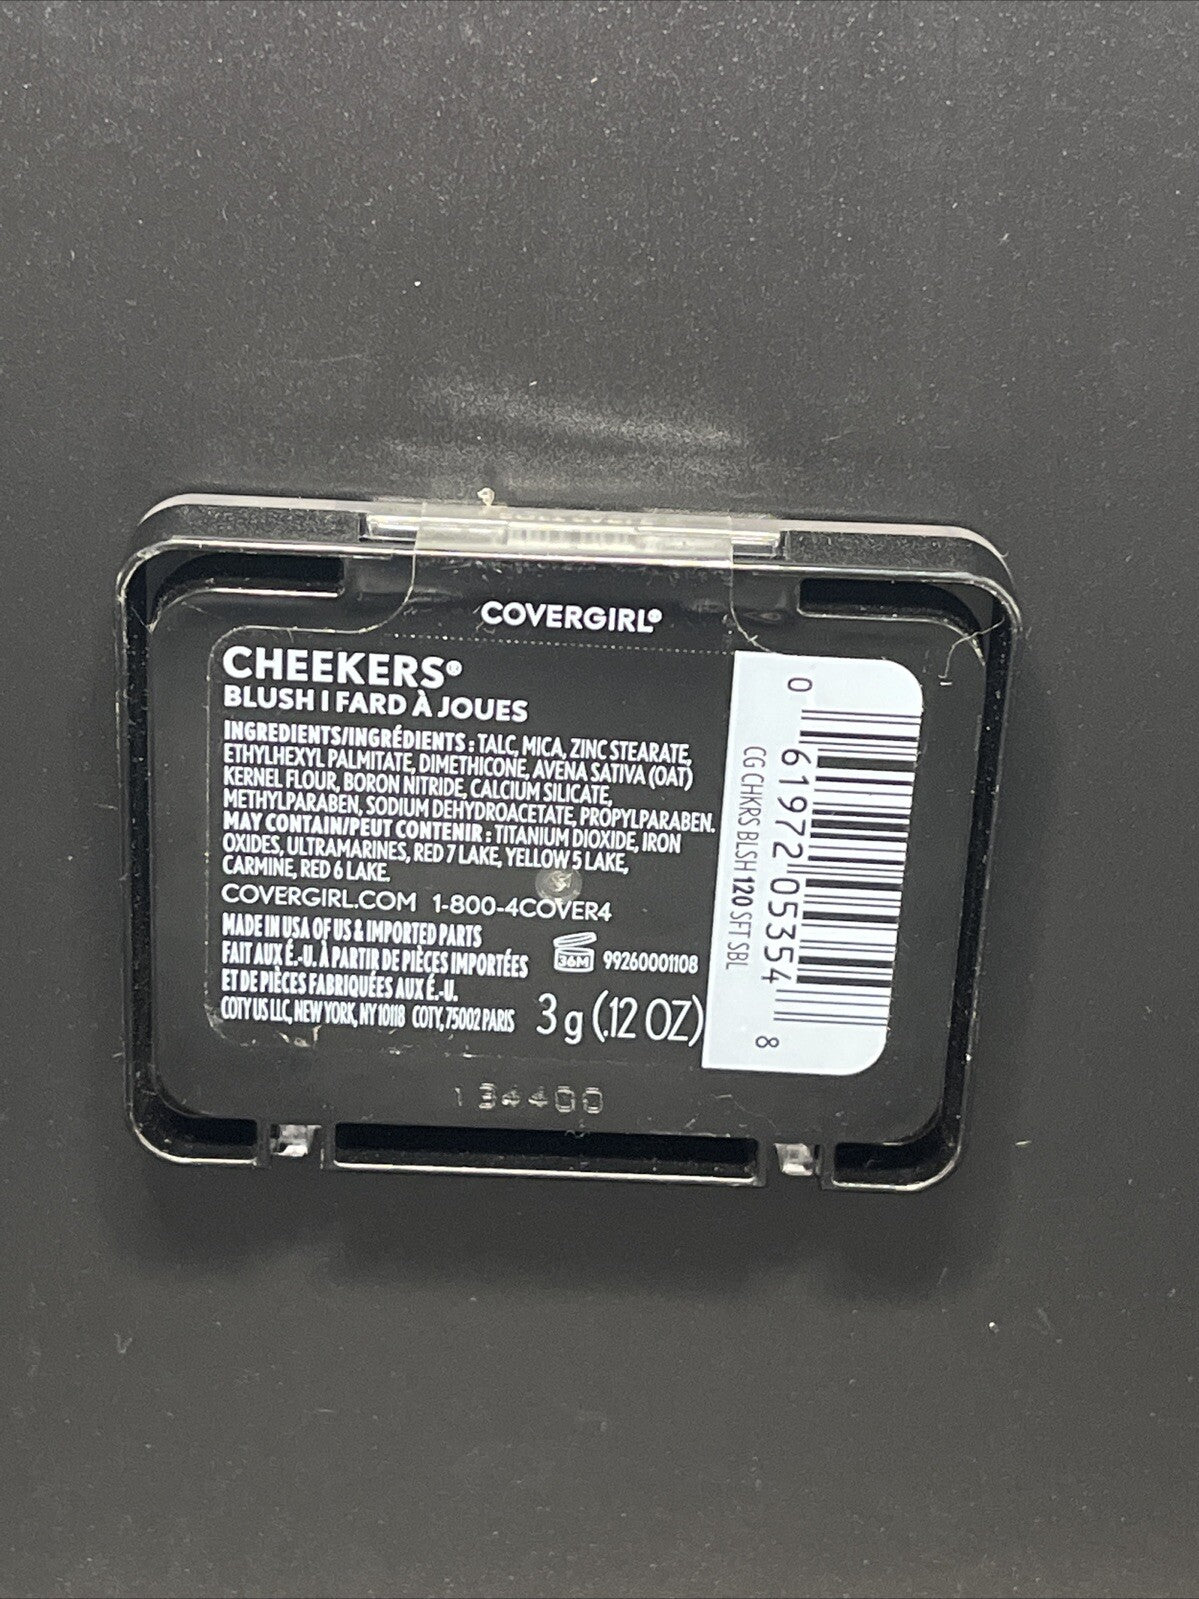 COVERGIRL®
CHEEKERS®
BLUSH I FARD À JOUES
INGREDIENTS/INGRÉDIENTS : TALC, MICA, ZINC STEARATE,
ETHYLHEXYL PALMITATE, DIMETHICONE, AVENA SATIVA (OAT)
KERNEL FLOUR, BORON NITRIDE, CALCIUM SILICATE,
METHYLPARABEN, SODIUM DEHYDROACETATE, PROPYLPARABEN.
MAY CONTAIN/PEUT CONTENIR : TITANIUM DIOXIDE, IRON
OXIDES, ULTRAMARINES, RED 7 LAKE, YELLOW 5 LAKE,
CARMINE, RED 6 LAKE.
COVERGIRL.COM 1-800-4COVER4
MADE IN USA OF US & IMPORTED PARTS
FAIT AUX É.-U. À PARTIR DE PIÈCES IMPORTÉES
ET DE PIÈCES FABRIQUÉES AUX É.-U.
COTY US LLC, NEW YORK, NY 10118 COTY, 75002 PARIS
36M 99260001108
3 g (.12 OZ)
0 61972 05354 8
CG CHKRS BLSH 120 SFT SBL
134400